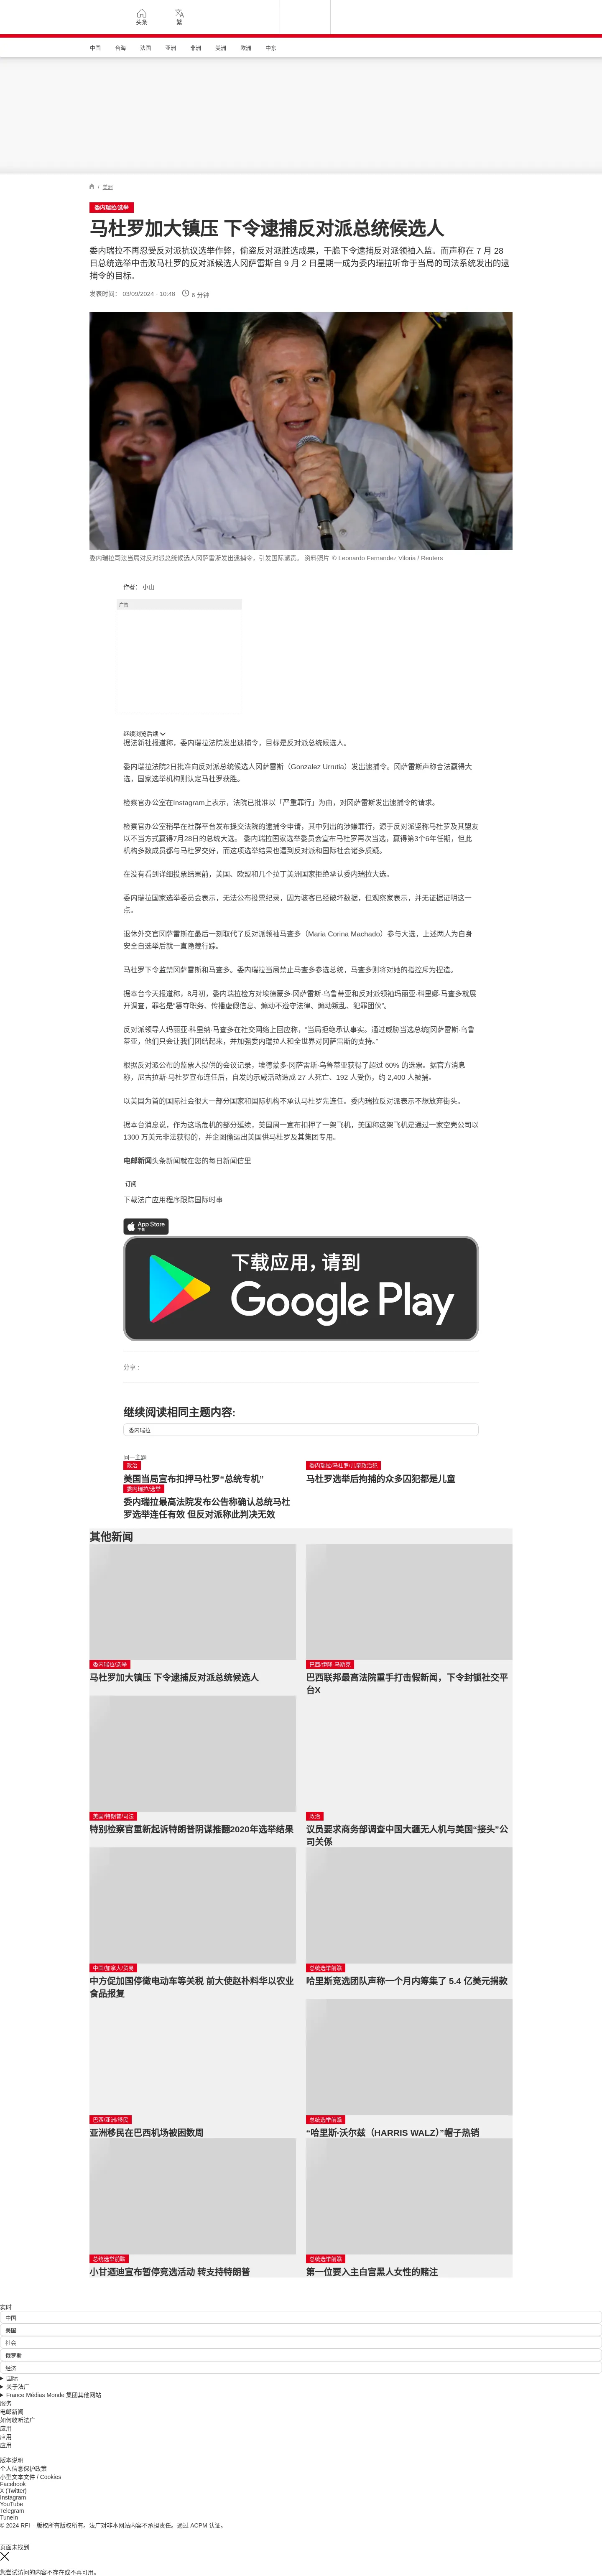 头条
繁
中国
台海
法国
亚洲
非洲
美洲
欧洲
中东
/ 美洲
委内瑞拉/选举
马杜罗加大镇压 下令逮捕反对派总统候选人
委内瑞拉不再忍受反对派抗议选举作弊，偷盗反对派胜选成果，干脆下令逮捕反对派领袖入监。而声称在 7 月 28
日总统选举中击败马杜罗的反对派候选人冈萨雷斯自 9 月 2 日星期一成为委内瑞拉听命于当局的司法系统发出的逮
捕令的目标。
发表时间： 03/09/2024 - 10:48 6 分钟
委内瑞拉司法当局对反对派总统候选人冈萨雷斯发出逮捕令，引发国际谴责。 资料照片 © Leonardo Fernandez Viloria / Reuters
作者： 小山
广告
继续浏览后续
据法新社报道称，委内瑞拉法院发出逮捕令，目标是反对派总统候选人。
委内瑞拉法院2日批准向反对派总统候选人冈萨雷斯（Gonzalez Urrutia）发出逮捕令。冈萨雷斯声称合法赢得大
选，国家选举机构则认定马杜罗获胜。
检察官办公室在Instagram上表示，法院已批准以「严重罪行」为由，对冈萨雷斯发出逮捕令的请求。
检察官办公室稍早在社群平台发布提交法院的逮捕令申请，其中列出的涉嫌罪行，源于反对派坚称马杜罗及其盟友
以不当方式赢得7月28日的总统大选。 委内瑞拉国家选举委员会宣布马杜罗再次当选，赢得第3个6年任期，但此
机构多数成员都与马杜罗交好，而这项选举结果也遭到反对派和国际社会诸多质疑。
在没有看到详细投票结果前，美国、欧盟和几个拉丁美洲国家拒绝承认委内瑞拉大选。
委内瑞拉国家选举委员会表示，无法公布投票纪录，因为骇客已经破坏数据，但观察家表示，并无证据证明这一
点。
退休外交官冈萨雷斯在最后一刻取代了反对派领袖马查多（Maria Corina Machado）参与大选，上述两人为自身
安全自选举后就一直隐藏行踪。
马杜罗下令监禁冈萨雷斯和马查多。委内瑞拉当局禁止马查多参选总统，马查多则将对她的指控斥为捏造。
据本台今天报道称，8月初，委内瑞拉检方对埃德蒙多·冈萨雷斯·乌鲁蒂亚和反对派领袖玛丽亚·科里娜·马查多就展
开调查，罪名是“篡夺职务、传播虚假信息、煽动不遵守法律、煽动叛乱、犯罪团伙”。
反对派领导人玛丽亚·科里纳·马查多在社交网络上回应称，“当局拒绝承认事实。通过威胁当选总统[冈萨雷斯·乌鲁
蒂亚，他们只会让我们团结起来，并加强委内瑞拉人和全世界对冈萨雷斯的支持。”
根据反对派公布的监票人提供的会议记录，埃德蒙多·冈萨雷斯·乌鲁蒂亚获得了超过 60% 的选票。据官方消息
称，尼古拉斯·马杜罗宣布连任后，自发的示威活动造成 27 人死亡、192 人受伤，约 2,400 人被捕。
以美国为首的国际社会很大一部分国家和国际机构不承认马杜罗先连任。委内瑞拉反对派表示不想放弃街头。
据本台消息说，作为这场危机的部分延续，美国周一宣布扣押了一架飞机，美国称这架飞机是通过一家空壳公司以
1300 万美元非法获得的，并企图偷运出美国供马杜罗及其集团专用。
电邮新闻头条新闻就在您的每日新闻信里
订阅
下载法广应用程序跟踪国际时事
App Store
下载
下载应用，请到
Google Play
分享 :
继续阅读相同主题内容:
委内瑞拉
同一主题
政治
美国当局宣布扣押马杜罗“总统专机”
委内瑞拉/马杜罗/儿童政治犯
马杜罗选举后拘捕的众多囚犯都是儿童
委内瑞拉/选举
委内瑞拉最高法院发布公告称确认总统马杜
罗选举连任有效 但反对派称此判决无效
其他新闻
委内瑞拉/选举
马杜罗加大镇压 下令逮捕反对派总统候选人
巴西/伊隆·马斯克
巴西联邦最高法院重手打击假新闻，下令封锁社交平
台X
美国/特朗普/司法
特别检察官重新起诉特朗普阴谋推翻2020年选举结果
政治
议员要求商务部调查中国大疆无人机与美国“接头”公
司关係
中国/加拿大/贸易
中方促加国停徵电动车等关税 前大使赵朴料华以农业
食品报复
总统选举前瞻
哈里斯竞选团队声称一个月内筹集了 5.4 亿美元捐款
巴西/亚洲/移民
亚洲移民在巴西机场被困数周
总统选举前瞻
“哈里斯·沃尔兹（HARRIS WALZ）”帽子热销
总统选举前瞻
小甘迺迪宣布暂停竞选活动 转支持特朗普
总统选举前瞻
第一位要入主白宫黑人女性的赌注
实时
中国
美国
社会
俄罗斯
经济
国际
关于法广
France Médias Monde 集团其他网站
服务
电邮新闻
如何收听法广
应用
应用
应用
版本说明
个人信息保护政策
小型文本文件 / Cookies
Facebook
X (Twitter)
Instagram
YouTube
Telegram
TuneIn
© 2024 RFI – 版权所有版权所有。法广对非本网站内容不承担责任。通过 ACPM 认证。
页面未找到
您尝试访问的内容不存在或不再可用。